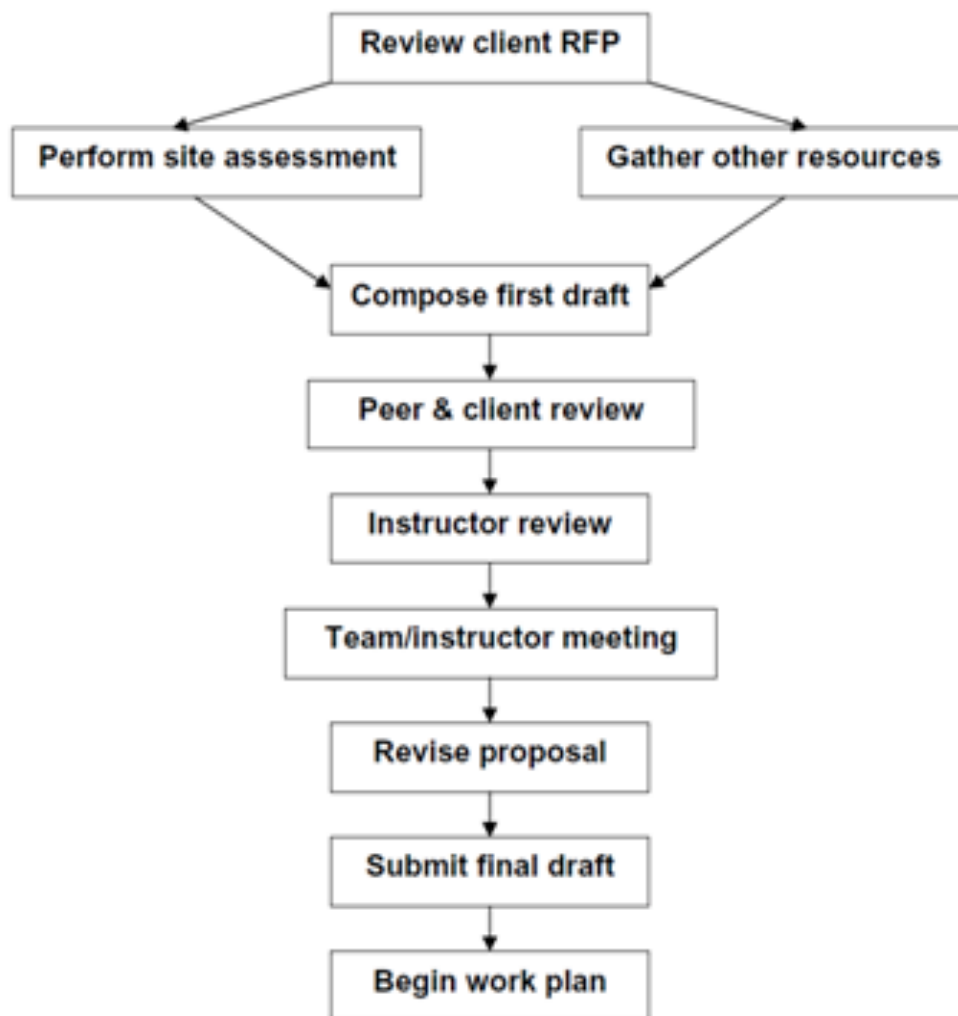 Review client RFP
Perform site assessment
Gather other resources
Compose first draft
Peer & client review
Instructor review
Team/instructor meeting
Revise proposal
Submit final draft
Begin work plan